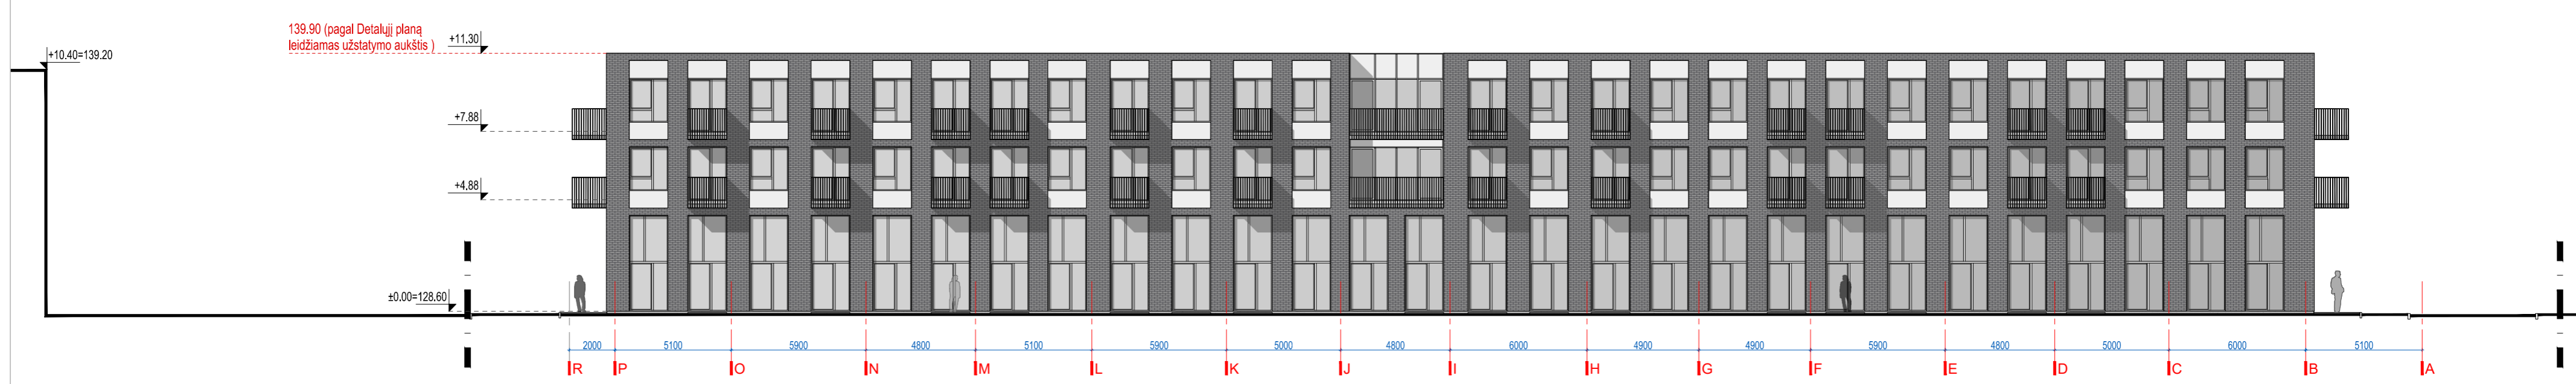 139.90 (pagal Detalųjį planą
leidžiamas užstatymo aukštis )
+11.30
+10.40=139.20
+7.88
+4.88
±0.00=128.60
2000 5100 5900 4800 5100 5900 5000 4800 6000 4900 4900 5900 4800 5000 6000 5100
R P O N M L K J I H G F E D C B A